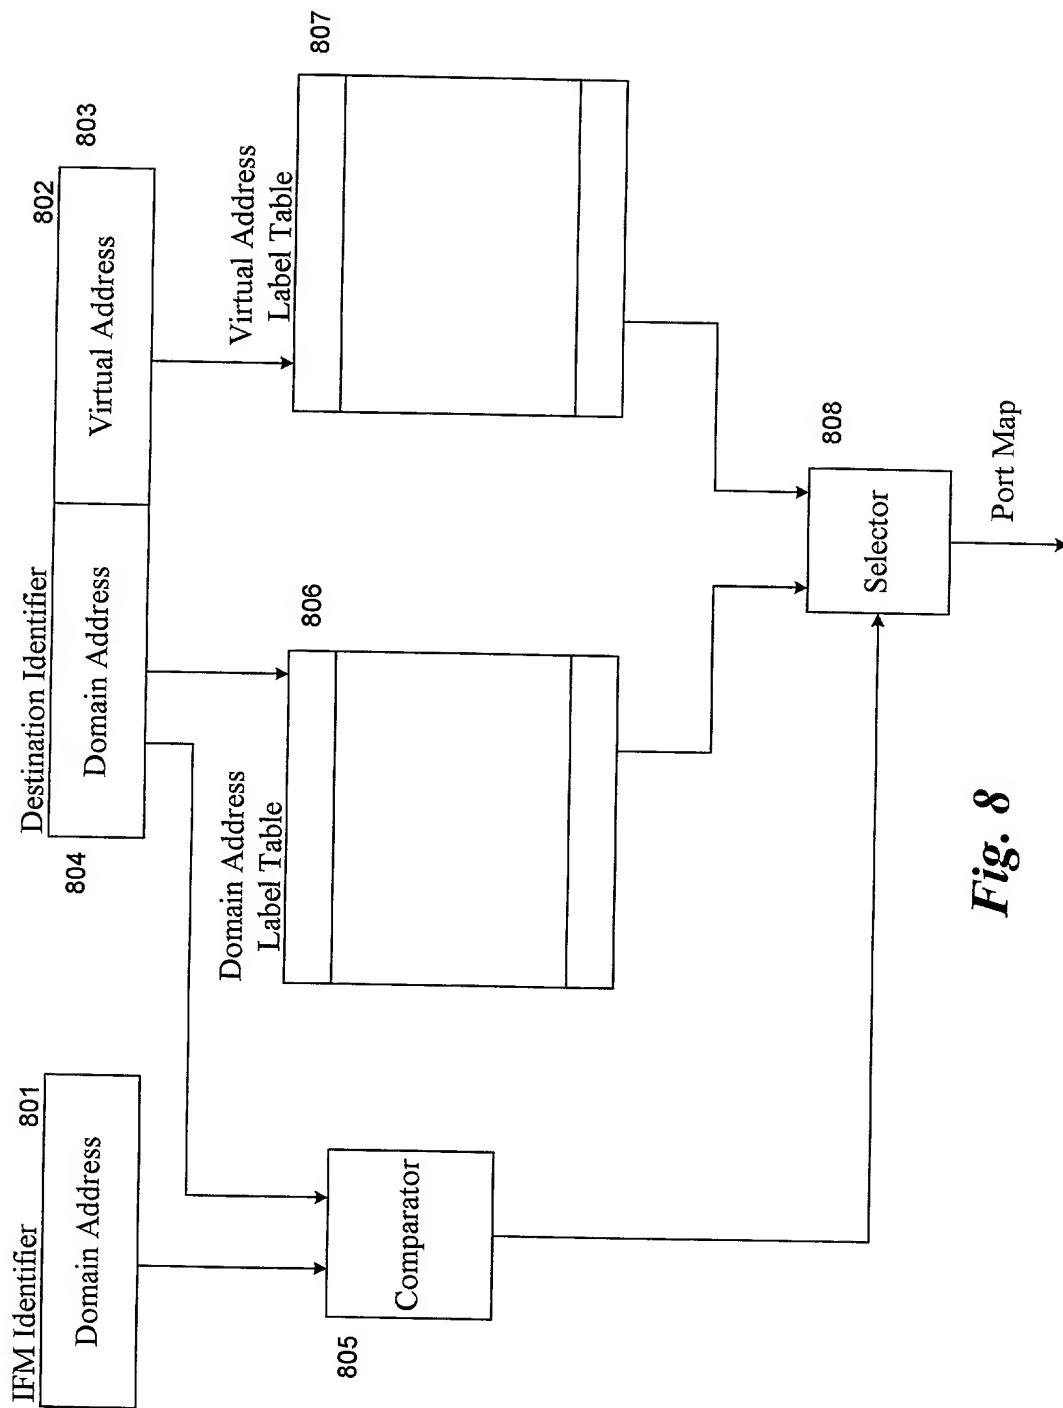 IFM Identifier
801
Domain Address
Destination Identifier
802
804
Domain Address
Virtual Address
803
805
Comparator
Domain Address
Label Table
806
Virtual Address
Label Table
807
808
Selector
Port Map
Fig. 8